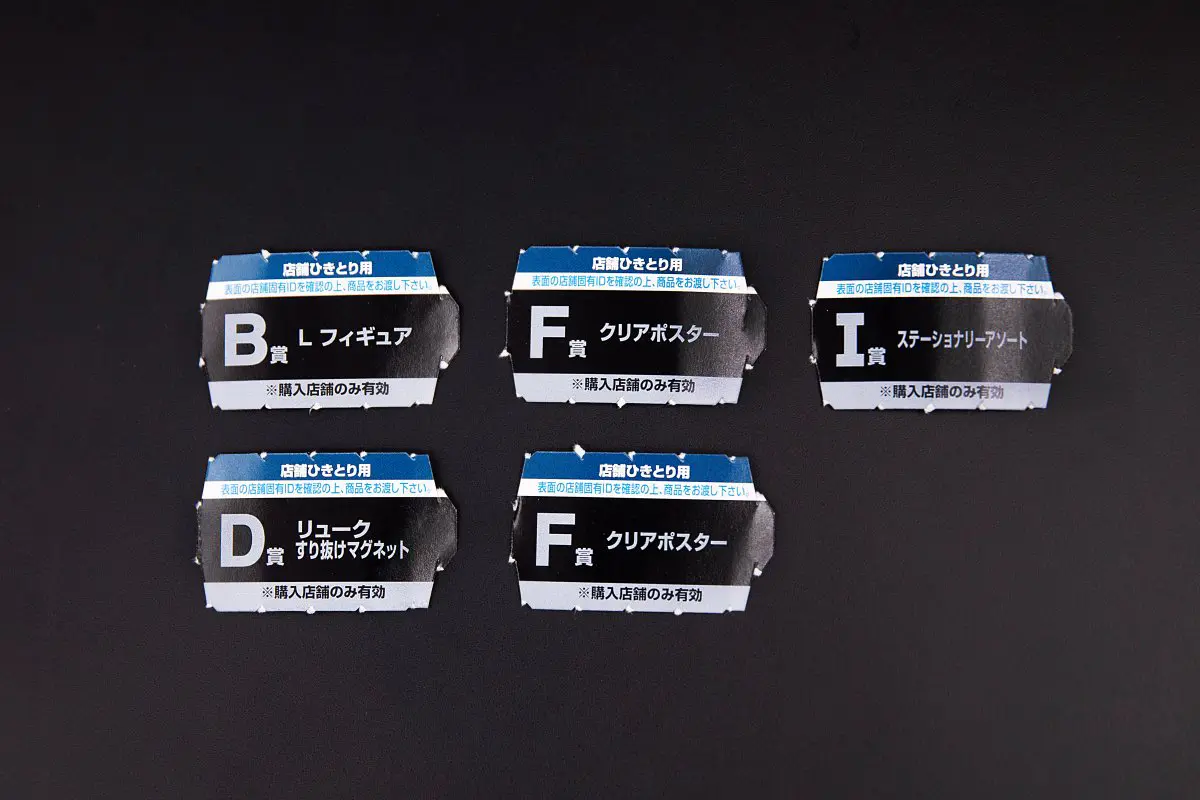 店舗ひきとり用
表面の店舗固有IDを確認の上、商品をお渡し下さい。
B賞 L フィギュア
※購入店舗のみ有効
店舗ひきとり用
表面の店舗固有IDを確認の上、商品をお渡し下さい。
F賞 クリアポスター
※購入店舗のみ有効
店舗ひきとり用
表面の店舗固有IDを確認の上、商品をお渡し下さい。
I賞 ステーショナリーアソート
※購入店舗のみ有効
店舗ひきとり用
表面の店舗固有IDを確認の上、商品をお渡し下さい。
D賞 リューク
すり抜けマグネット
※購入店舗のみ有効
店舗ひきとり用
表面の店舗固有IDを確認の上、商品をお渡し下さい。
F賞 クリアポスター
※購入店舗のみ有効